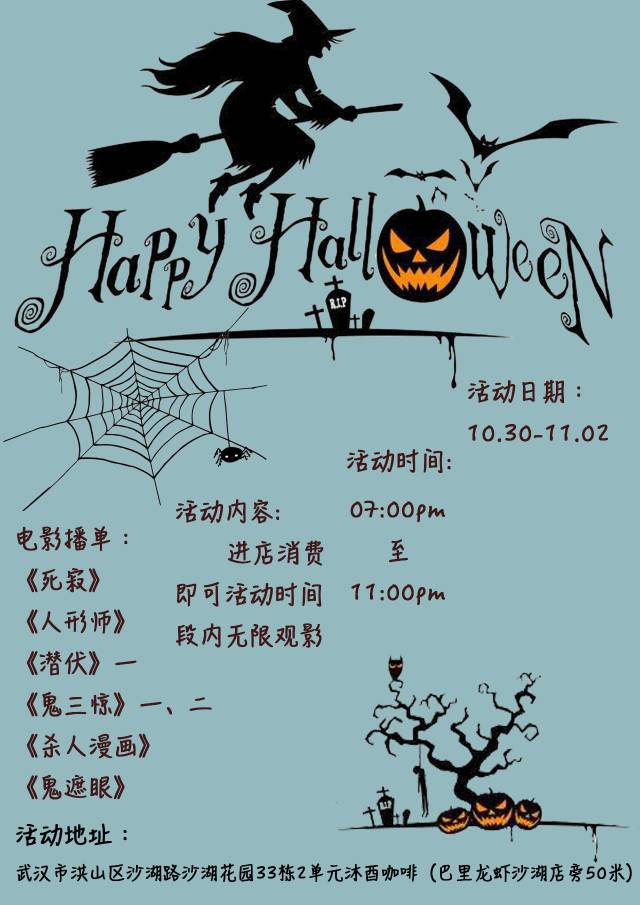 Happy Halloween
R.I.P
活动日期：
10.30-11.02
活动时间:
07:00pm
至
11:00pm
活动内容:
进店消费
即可活动时间
段内无限观影
电影播单：
《死寂》
《人形师》
《潜伏》一
《鬼三惊》一、二
《杀人漫画》
《鬼遮眼》
活动地址：
武汉市洪山区沙湖路沙湖花园33栋2单元沐酉咖啡（巴里龙虾沙湖店旁50米）